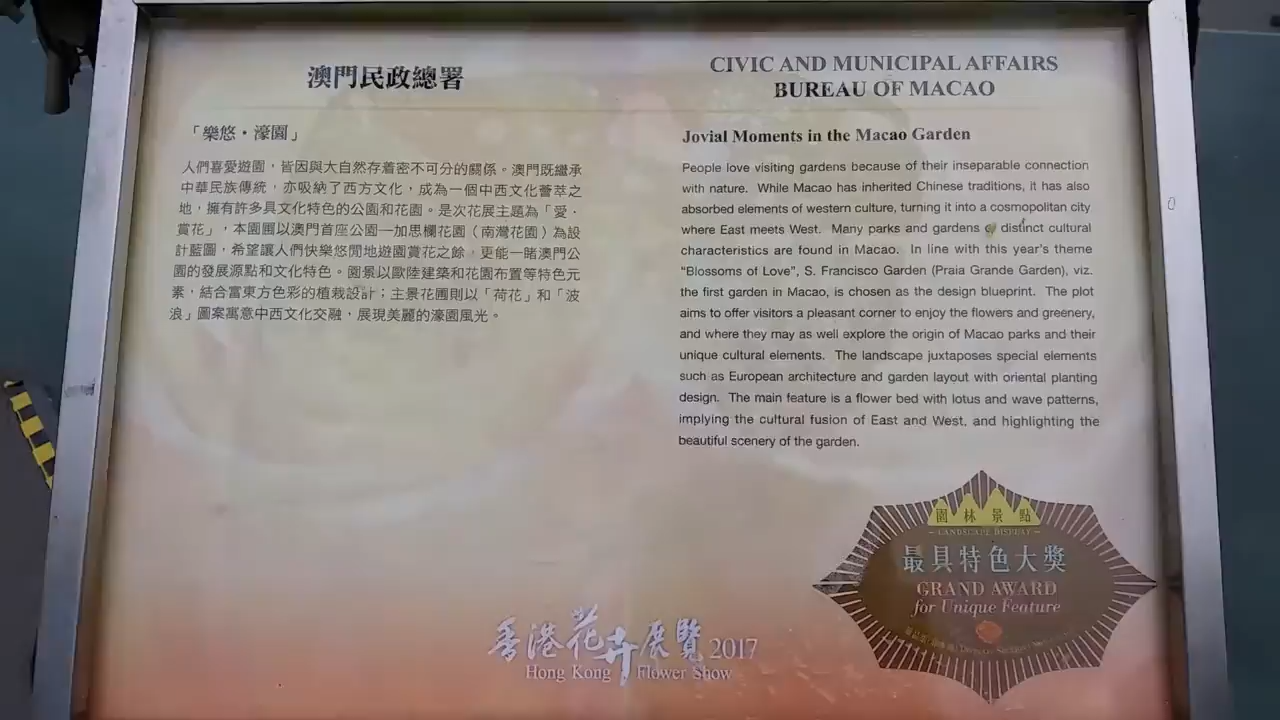 澳門民政總署
「樂悠·濠園」
人們喜愛遊園，皆因與大自然存着密不可分的關係。澳門既繼承
中華民族傳統，亦吸納了西方文化，成為一個中西文化薈萃之
地，擁有許多具文化特色的公園和花園。是次花展主題為「愛·
賞花」，本園圃以澳門首座公園—加思欄花園（南灣花園）為設
計藍圖，希望讓人們快樂悠閒地遊園賞花之餘，更能一睹澳門公
園的發展源點和文化特色。園景以歐陸建築和花園布置等特色元
素，結合富東方色彩的植栽設計；主景花圃則以「荷花」和「波
浪」圖案寓意中西文化交融，展現美麗的濠園風光。
CIVIC AND MUNICIPAL AFFAIRS
BUREAU OF MACAO
Jovial Moments in the Macao Garden
People love visiting gardens because of their inseparable connection
with nature. While Macao has inherited Chinese traditions, it has also
absorbed elements of western culture, turning it into a cosmopolitan city
where East meets West. Many parks and gardens of distinct cultural
characteristics are found in Macao. In line with this year's theme
"Blossoms of Love", S. Francisco Garden (Praia Grande Garden), viz.
the first garden in Macao, is chosen as the design blueprint. The plot
aims to offer visitors a pleasant corner to enjoy the flowers and greenery,
and where they may as well explore the origin of Macao parks and their
unique cultural elements. The landscape juxtaposes special elements
such as European architecture and garden layout with oriental planting
design. The main feature is a flower bed with lotus and wave patterns,
implying the cultural fusion of East and West, and highlighting the
beautiful scenery of the garden.
園林景點
LANDSCAPE DISPLAY
最具特色大獎
GRAND AWARD
for Unique Feature
香港花卉展覽 2017
Hong Kong Flower Show